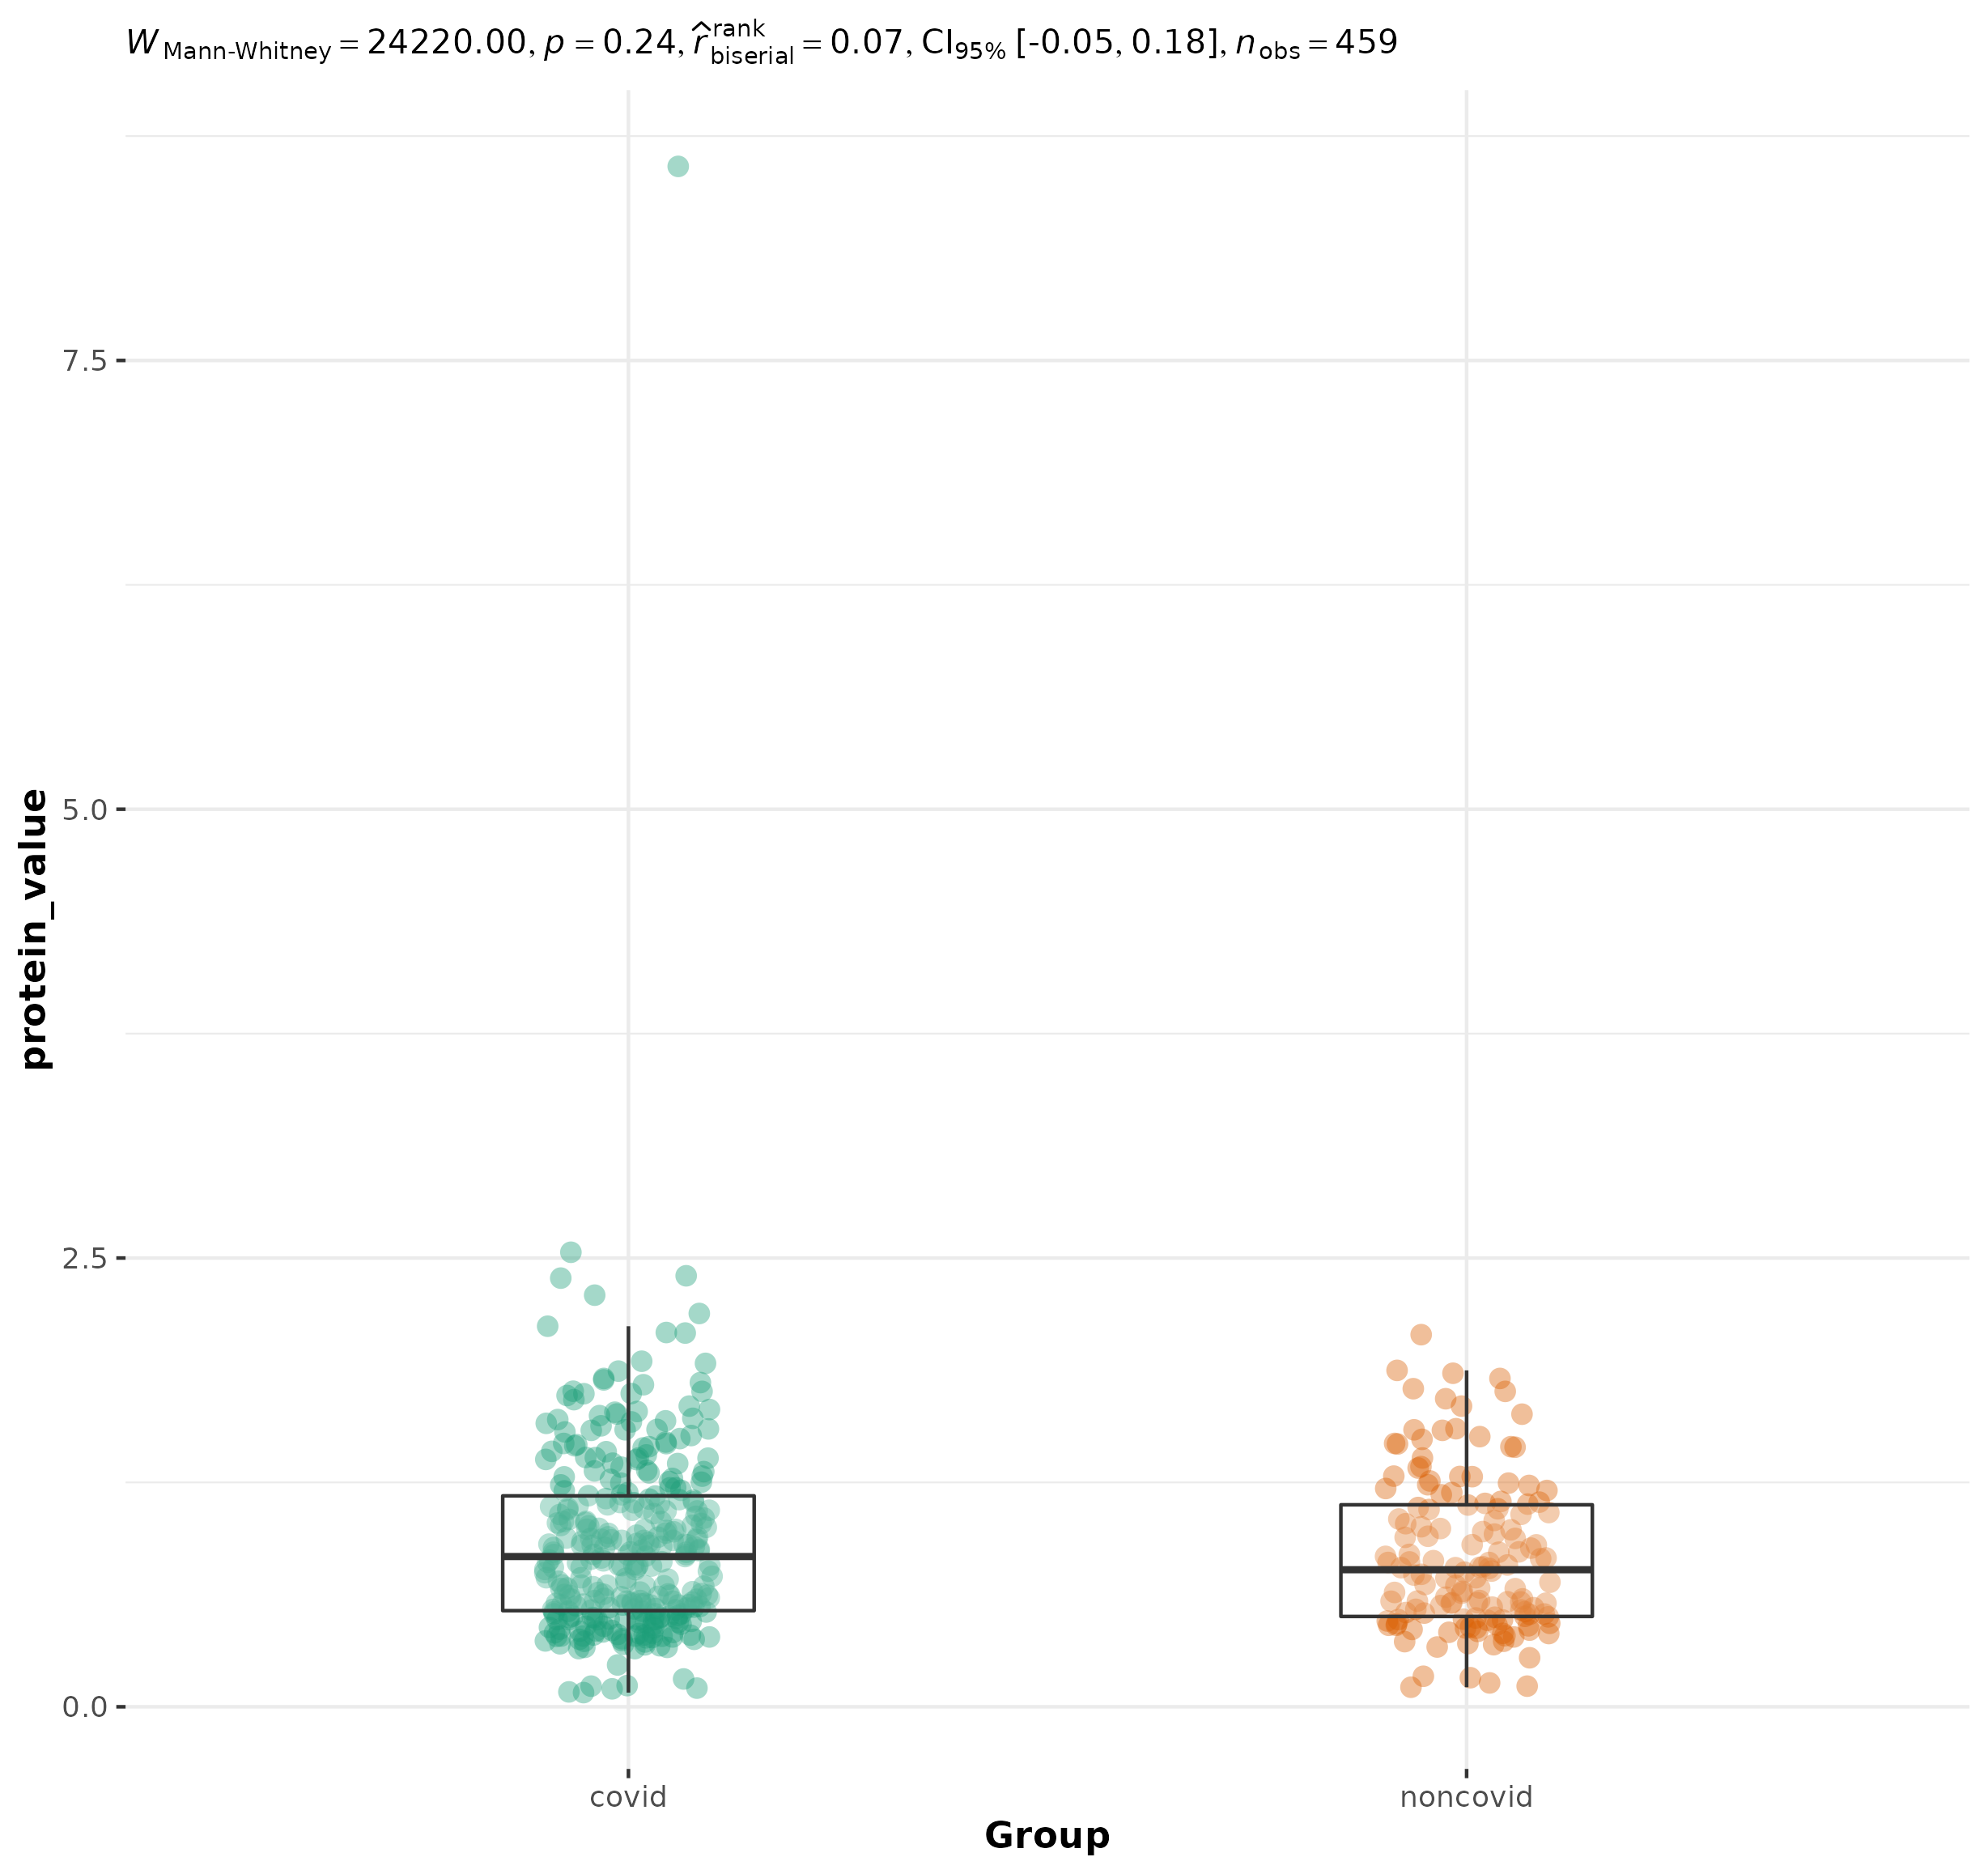 W Mann-Whitney = 24220.00, p = 0.24, r̂ rank biserial = 0.07, CI95% [-0.05, 0.18], n obs = 459
protein_value
7.5
5.0
2.5
0.0
covid noncovid
Group